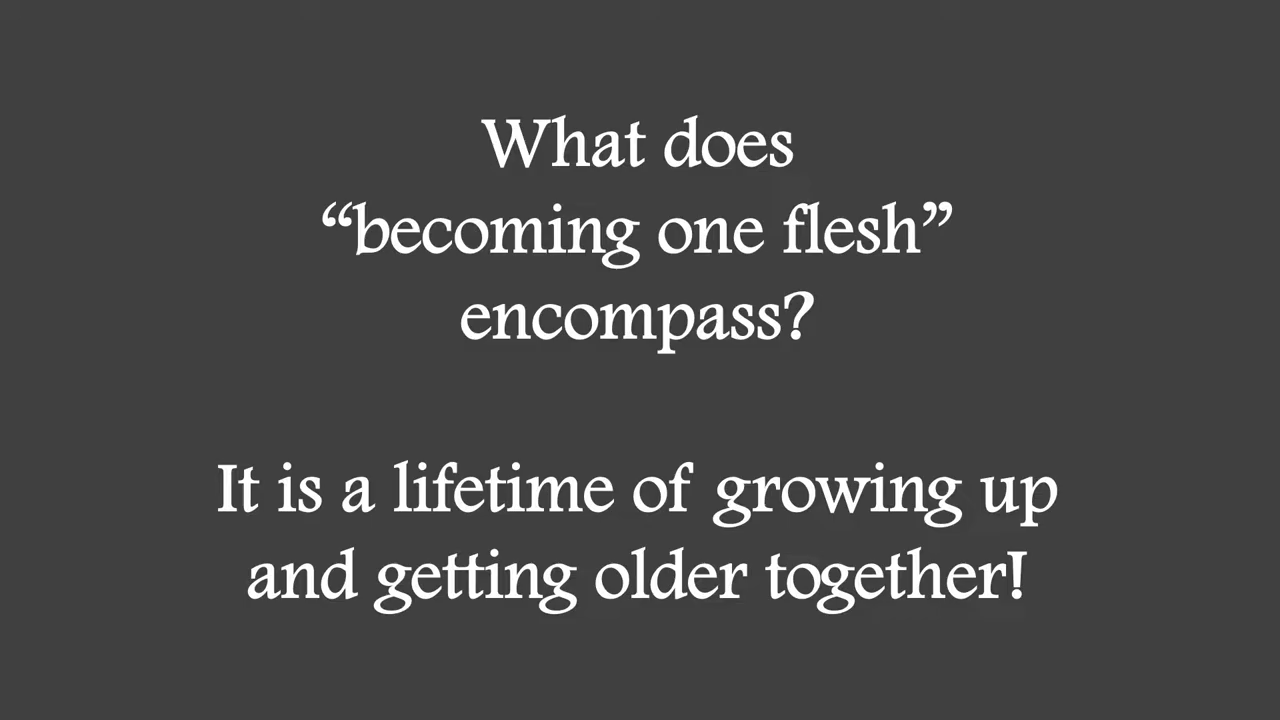 What does
“becoming one flesh”
encompass?
It is a lifetime of growing up
and getting older together!